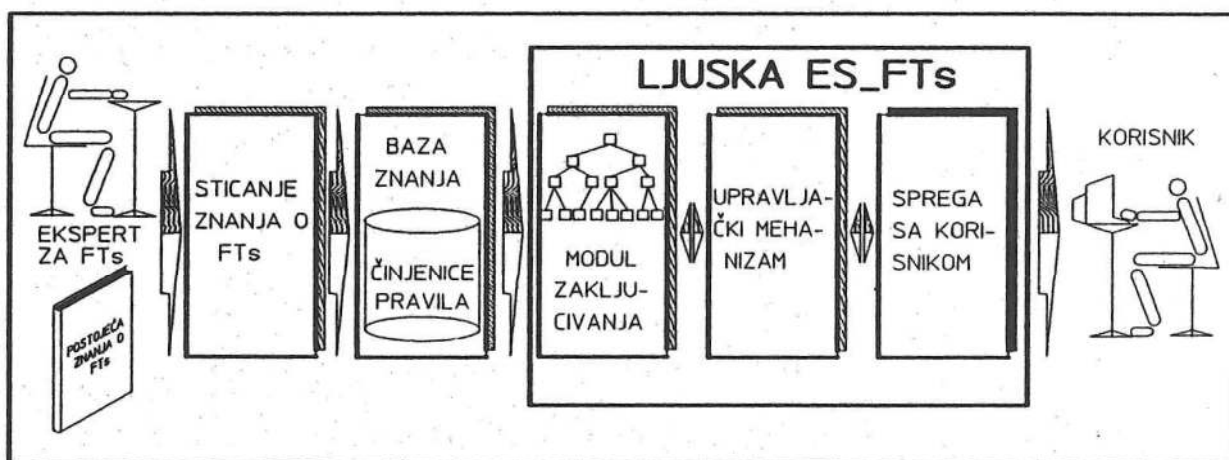 LJUSKA ES_FTs
EKSPERT
ZA FTs
POSTOJEĆA
ZNANJA O
FTs
STICANJE
ZNANJA O
FTs
BAZA
ZNANJA
ČINJENICE
PRAVILA
MODUL
ZAKLJU-
CIVANJA
UPRAVLJA-
ČKI MEHA-
NIZAM
SPREGA
SA KORI-
SNIKOM
KORISNIK